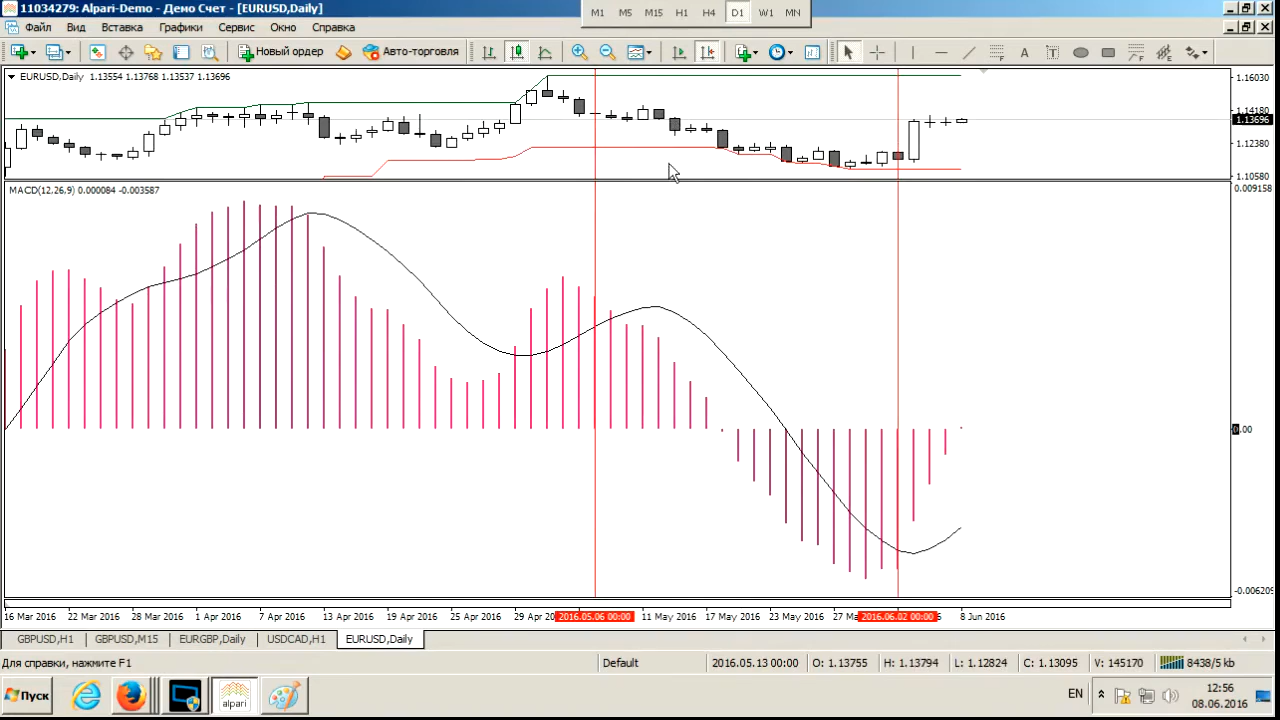 11034279: Alpari-Demo - Демо Счет - [EURUSD,Daily]
M1 M5 M15 H1 H4 D1 W1 MN
Файл Вид Вставка Графики Сервис Окно Справка
Новый ордер Авто-торговля
EURUSD,Daily 1.13554 1.13768 1.13537 1.13696
1.16030
1.14180
1.13696
1.12380
1.10580
MACD(12.26.9) 0.000084 -0.003587
0.009158
0.00
-0.006209
16 Mar 2016 22 Mar 2016 28 Mar 2016 1 Apr 2016 7 Apr 2016 13 Apr 2016 19 Apr 2016 25 Apr 2016 29 Apr 20 2016.05.06 00:00 11 May 2016 17 May 2016 23 May 2016 27 Ma 2016.06.02 00:00 6 8 Jun 2016
GBPUSD,H1 GBPUSD,M15 EURGBP,Daily USDCAD,H1 EURUSD,Daily
Для справки, нажмите F1 Default 2016.05.13 00:00 O: 1.13755 H: 1.13794 L: 1.12824 C: 1.13095 V: 145170 8438/5 kb
Пуск alpari EN 12:56
08.06.2016